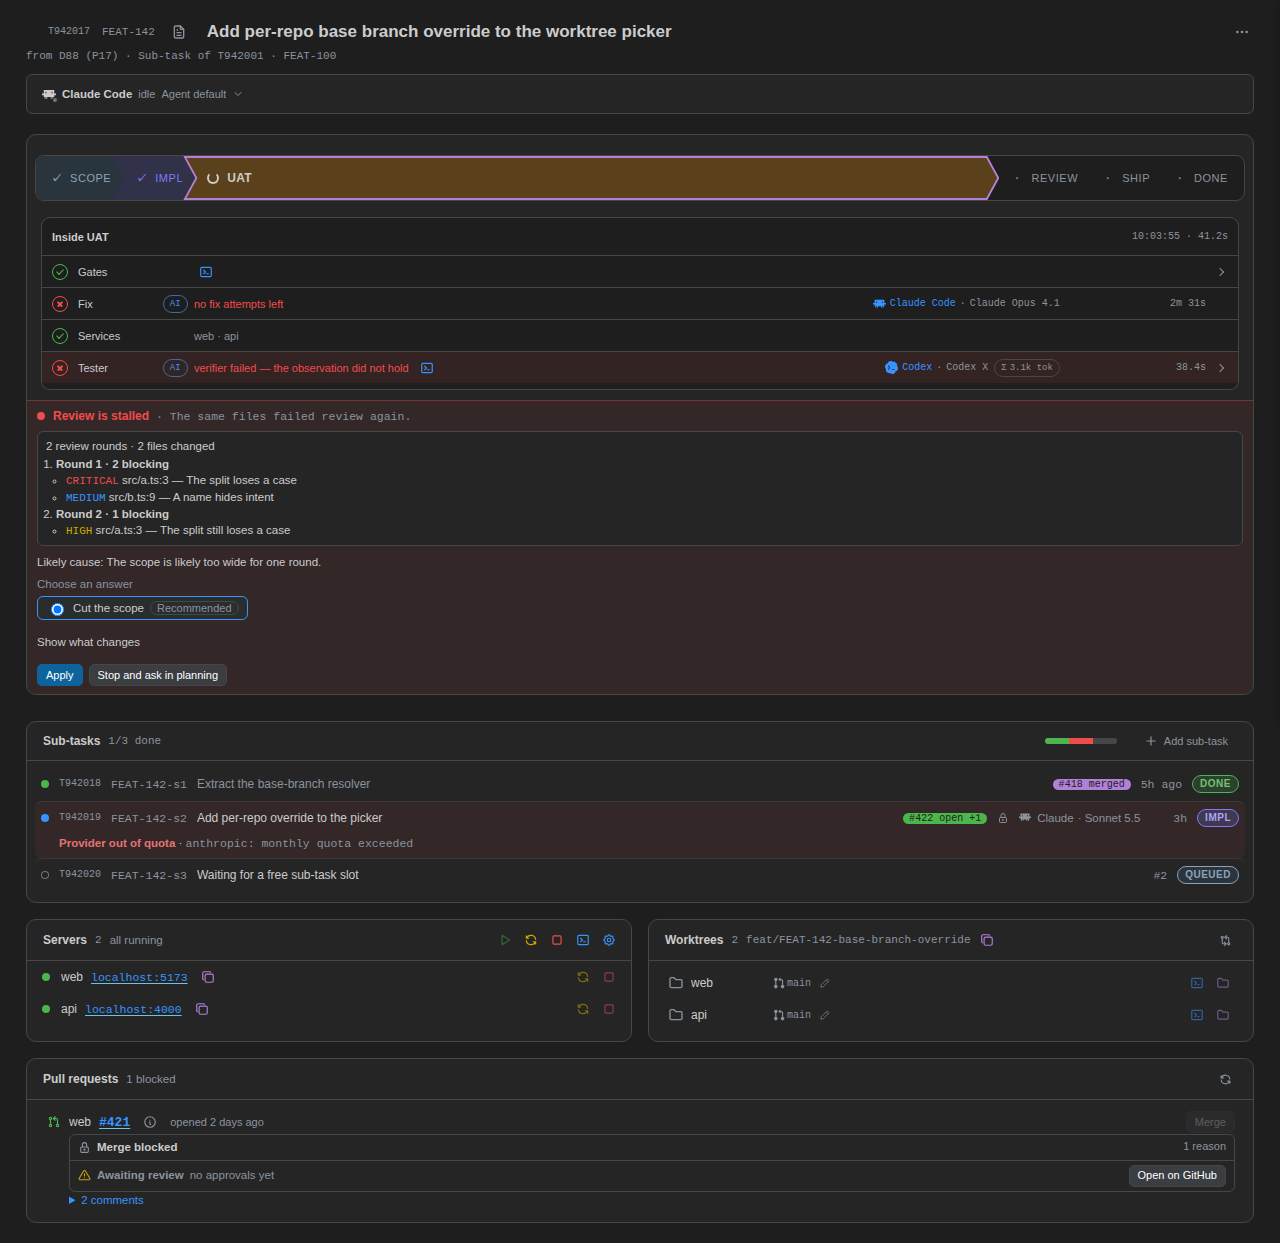 T942017 FEAT-142 Add per-repo base branch override to the worktree picker
from D88 (P17) · Sub-task of T942001 · FEAT-100
Claude Code idle Agent default
SCOPE IMPL UAT · REVIEW · SHIP · DONE
Inside UAT 10:03:55 · 41.2s
Gates
Fix AI no fix attempts left Claude Code · Claude Opus 4.1 2m 31s
Services web · api
Tester AI verifier failed — the observation did not hold Codex · Codex X Σ 3.1k tok 38.4s
Review is stalled · The same files failed review again.
2 review rounds · 2 files changed
1. Round 1 · 2 blocking
CRITICAL src/a.ts:3 — The split loses a case
MEDIUM src/b.ts:9 — A name hides intent
2. Round 2 · 1 blocking
HIGH src/a.ts:3 — The split still loses a case
Likely cause: The scope is likely too wide for one round.
Choose an answer
Cut the scope Recommended
Show what changes
Apply Stop and ask in planning
Sub-tasks 1/3 done Add sub-task
T942018 FEAT-142-s1 Extract the base-branch resolver #418 merged 5h ago DONE
T942019 FEAT-142-s2 Add per-repo override to the picker #422 open +1 Claude · Sonnet 5.5 3h IMPL
Provider out of quota · anthropic: monthly quota exceeded
T942020 FEAT-142-s3 Waiting for a free sub-task slot #2 QUEUED
Servers 2 all running
web localhost:5173
api localhost:4000
Worktrees 2 feat/FEAT-142-base-branch-override
web main
api main
Pull requests 1 blocked
web #421 opened 2 days ago Merge
Merge blocked 1 reason
Awaiting review no approvals yet Open on GitHub
2 comments